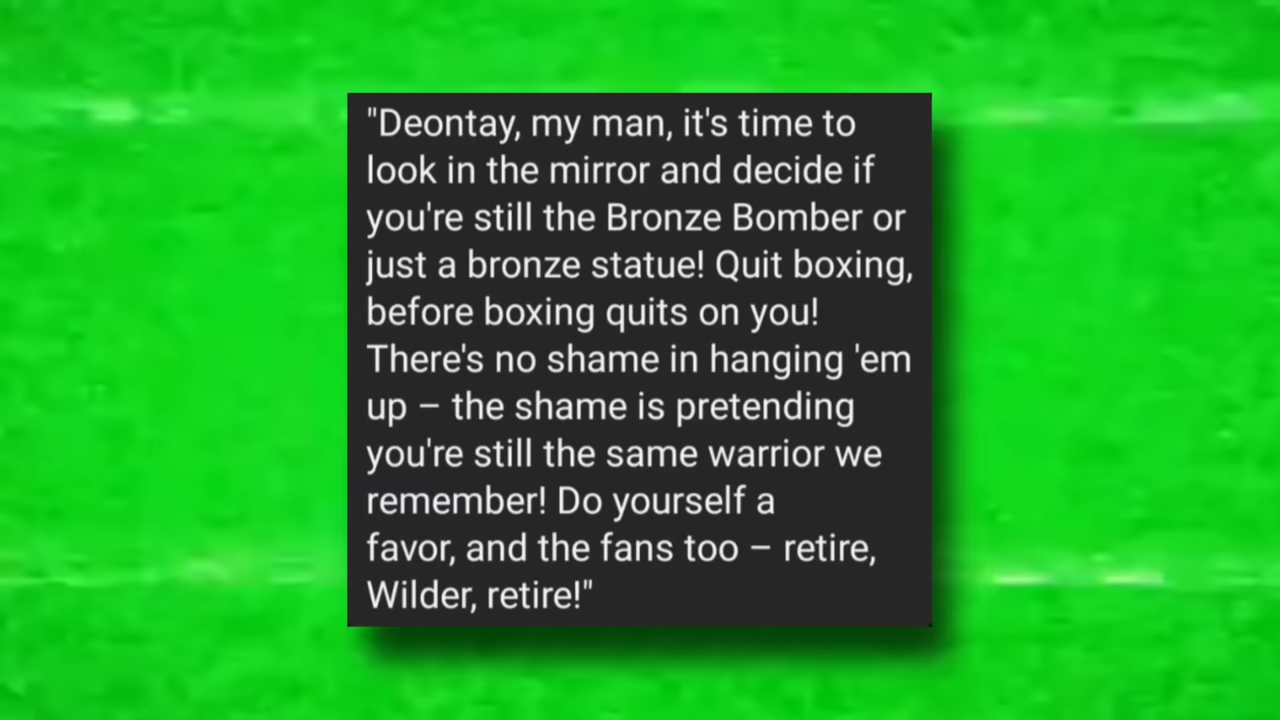 "Deontay, my man, it's time to
look in the mirror and decide if
you're still the Bronze Bomber or
just a bronze statue! Quit boxing,
before boxing quits on you!
There's no shame in hanging 'em
up – the shame is pretending
you're still the same warrior we
remember! Do yourself a
favor, and the fans too – retire,
Wilder, retire!"